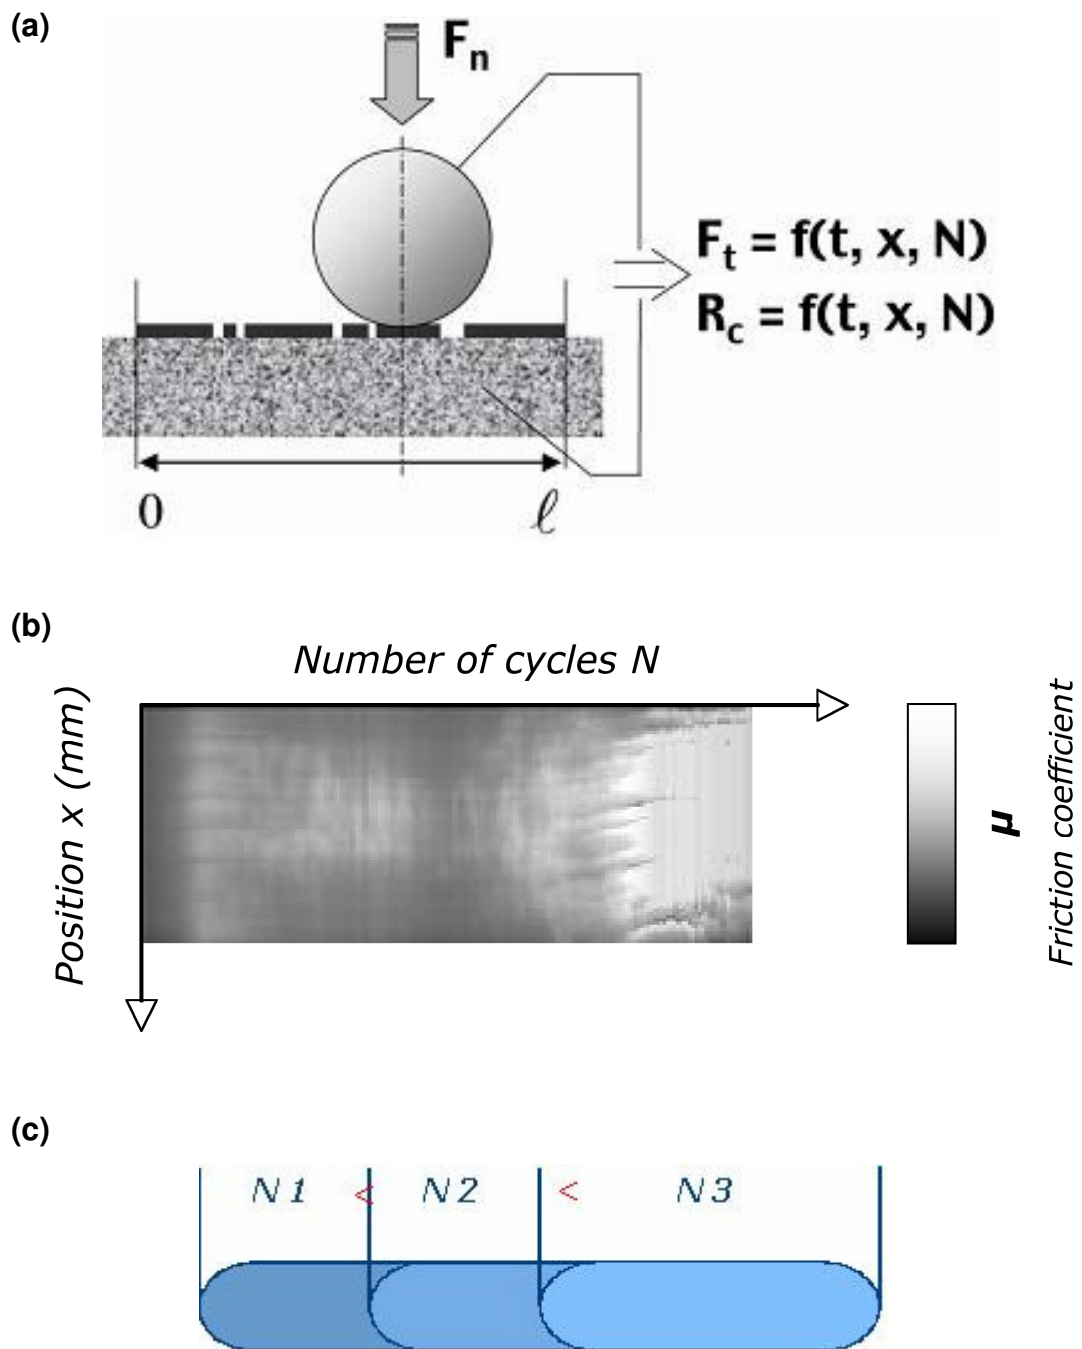 (a)
Fn
Ft = f(t, x, N)
Rc = f(t, x, N)
0
ℓ
(b)
Number of cycles N
Position x (mm)
μ
Friction coefficient
(c)
N1 < N2 < N3